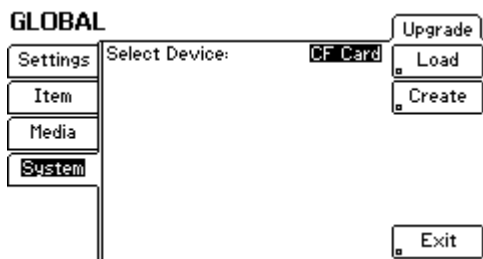 GLOBAL
Upgrade
Settings
Select Device: CF Card
Load
Item
Create
Media
System
Exit